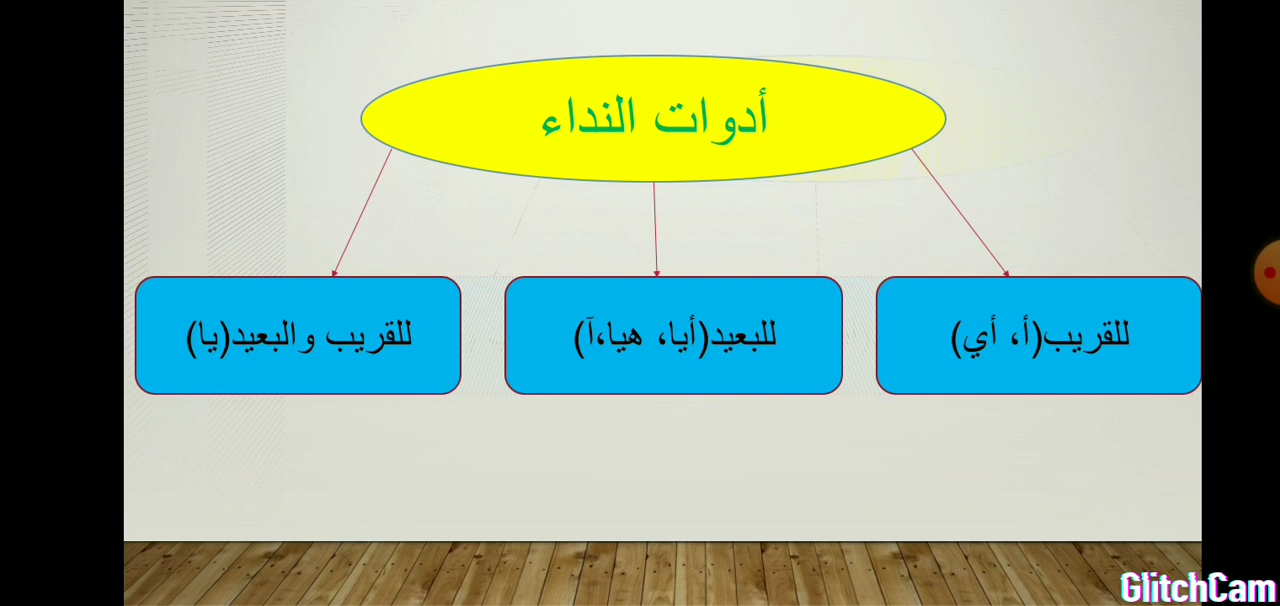 أدوات النداء
للقريب(أ، أي)
للبعيد(أيا، هيا،آ)
للقريب والبعيد(يا)
GlitchCam